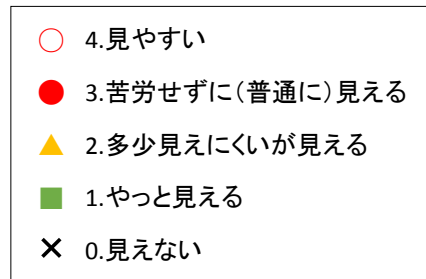 ○ 4.見やすい
● 3.苦労せずに（普通に）見える
▲ 2.多少見えにくいが見える
■ 1.やっと見える
× 0.見えない